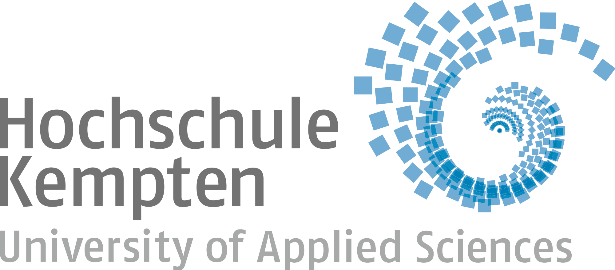 Hochschule
Kempten
University of Applied Sciences